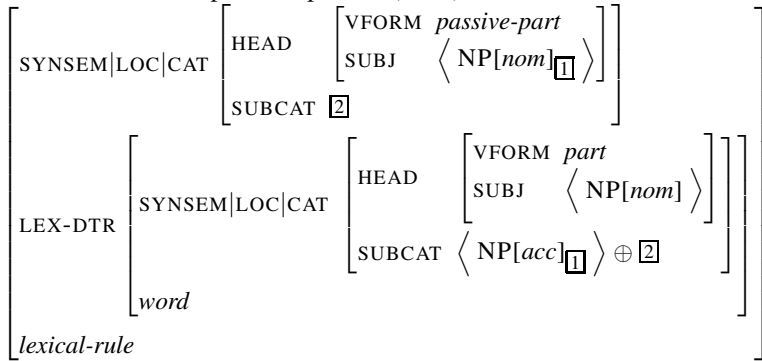 VFORM passive-part
HEAD
SUBJ ⟨ NP[nom]1 ⟩
SYNSEM|LOC|CAT
SUBCAT 2
VFORM part
HEAD
SUBJ ⟨ NP[nom] ⟩
SYNSEM|LOC|CAT
LEX-DTR
SUBCAT ⟨ NP[acc]1 ⟩ ⊕ 2
word
lexical-rule